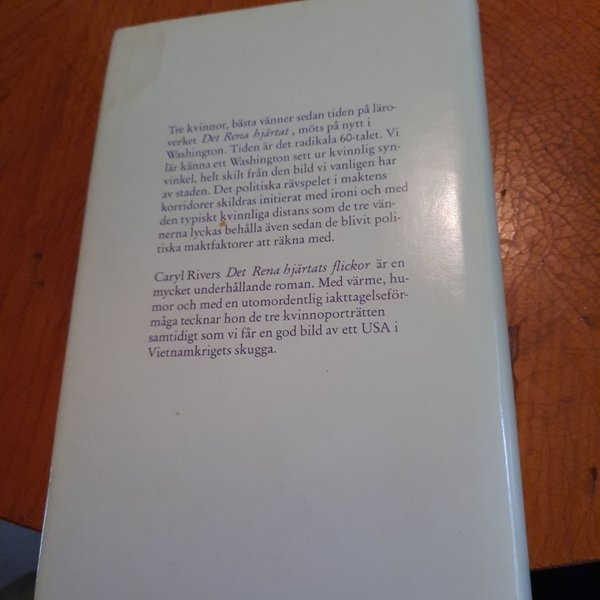 Tre kvinnor, bästa vänner sedan tiden på läro-
verket Det Rena hjärtat, möts på nytt i
Washington. Tiden är det radikala 60-talet. Vi
lär känna ett Washington sett ur kvinnlig syn-
vinkel, helt skilt från den bild vi vanligen har
av staden. Det politiska rävspelet i maktens
korridorer skildras initierat med ironi och med
den typiskt kvinnliga distans som de tre vän-
nerna lyckas behålla även sedan de blivit poli-
tiska maktfaktorer att räkna med.
Caryl Rivers Det Rena hjärtats flickor är en
mycket underhållande roman. Med värme, hu-
mor och med en utomordentlig iakttagelseför-
måga tecknar hon de tre kvinnoporträtten
samtidigt som vi får en god bild av ett USA i
Vietnamkrigets skugga.